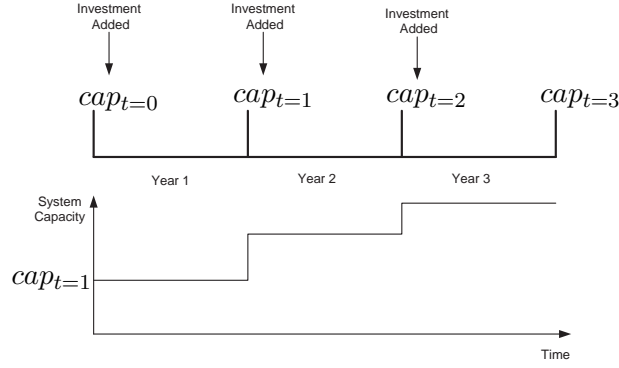 Investment
Added
Investment
Added
Investment
Added
cap_{t=0}
cap_{t=1}
cap_{t=2}
cap_{t=3}
Year 1
Year 2
Year 3
System
Capacity
cap_{t=1}
Time